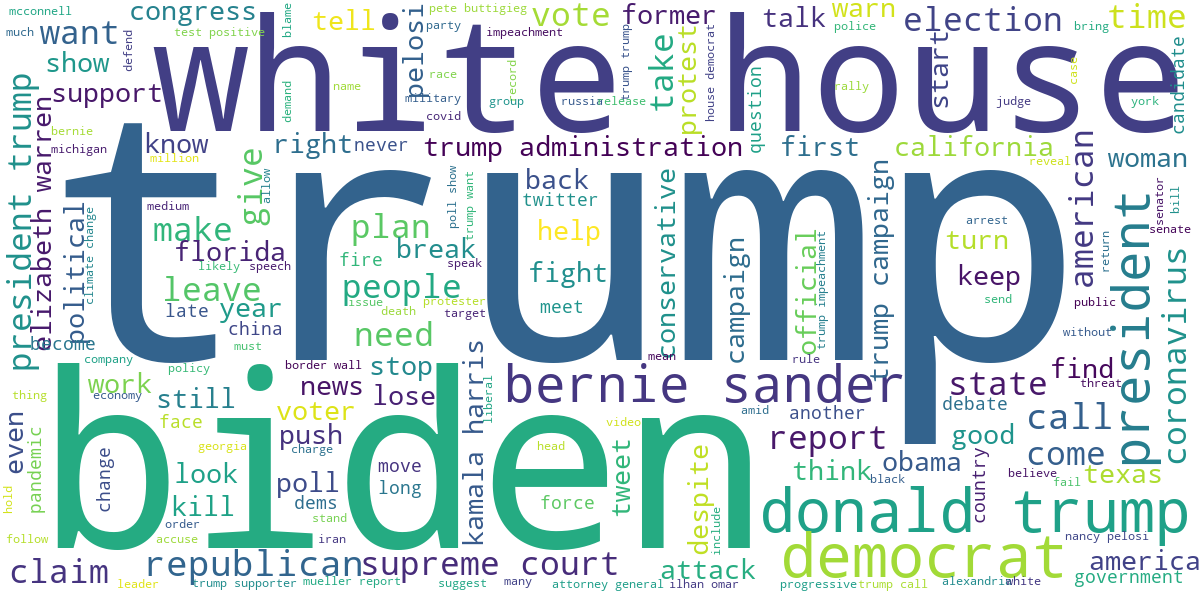 mcconnell
congress
blame
tell
pelosi
pete buttigieg
vote
former
talk
warn
time
much
want
test positive
defend
white house
party
impeachment
trump trump
election
police
bring
show
support
name
demand
race
military
covid
group
record
russia
release
take
protest
house democrat
question
rally
start
judge
case
york
candidate
president trump
elizabeth warren
bernie
michigan
million
know
right
never
trump administration
first
california
reveal
american
woman
trump
medium
give
allow
make
plan
poll show
trump want
back
twitter
help
conservative
campaign
official
trump impeachment
trump campaign
arrest
turn
keep
send
president
senator
bill
senate
return
coronavirus
political
climate change
florida
likely
speech
leave
late
year
china
must
fire
break
speak
people
issue
death
protester
target
need
fight
meet
public
without
become
company
policy
border wall
stop
mean
rule
work
economy
thing
still
news
lose
kamala harris
liberal
bernie sander
state
find
threat
biden
voter
face
georgia
push
charge
video
amid
another
debate
call
report
good
come
even
pandemic
change
look
kill
poll
dems
move
long
head
force
tweet
despite
include
think
obama
black
country
believe
fail
texas
hold
follow
order
accuse
stand
iran
donald trump
nancy pelosi
claim
republican
supreme court
attack
democrat
america
government
leader
trump supporter
mueller report
suggest
many
attorney general
ilhan omar
progressive
trump call
alexandria
white